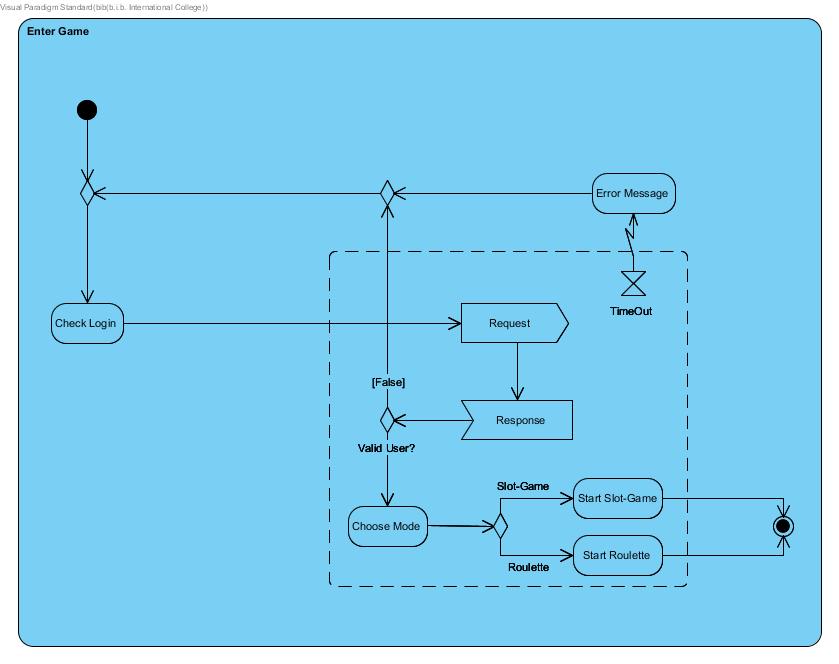 Visual Paradigm Standard(bib(b.i.b. International College))
Enter Game
Error Message
TimeOut
Check Login
Request
[False]
Response
Valid User?
Slot-Game
Start Slot-Game
Choose Mode
Start Roulette
Roulette